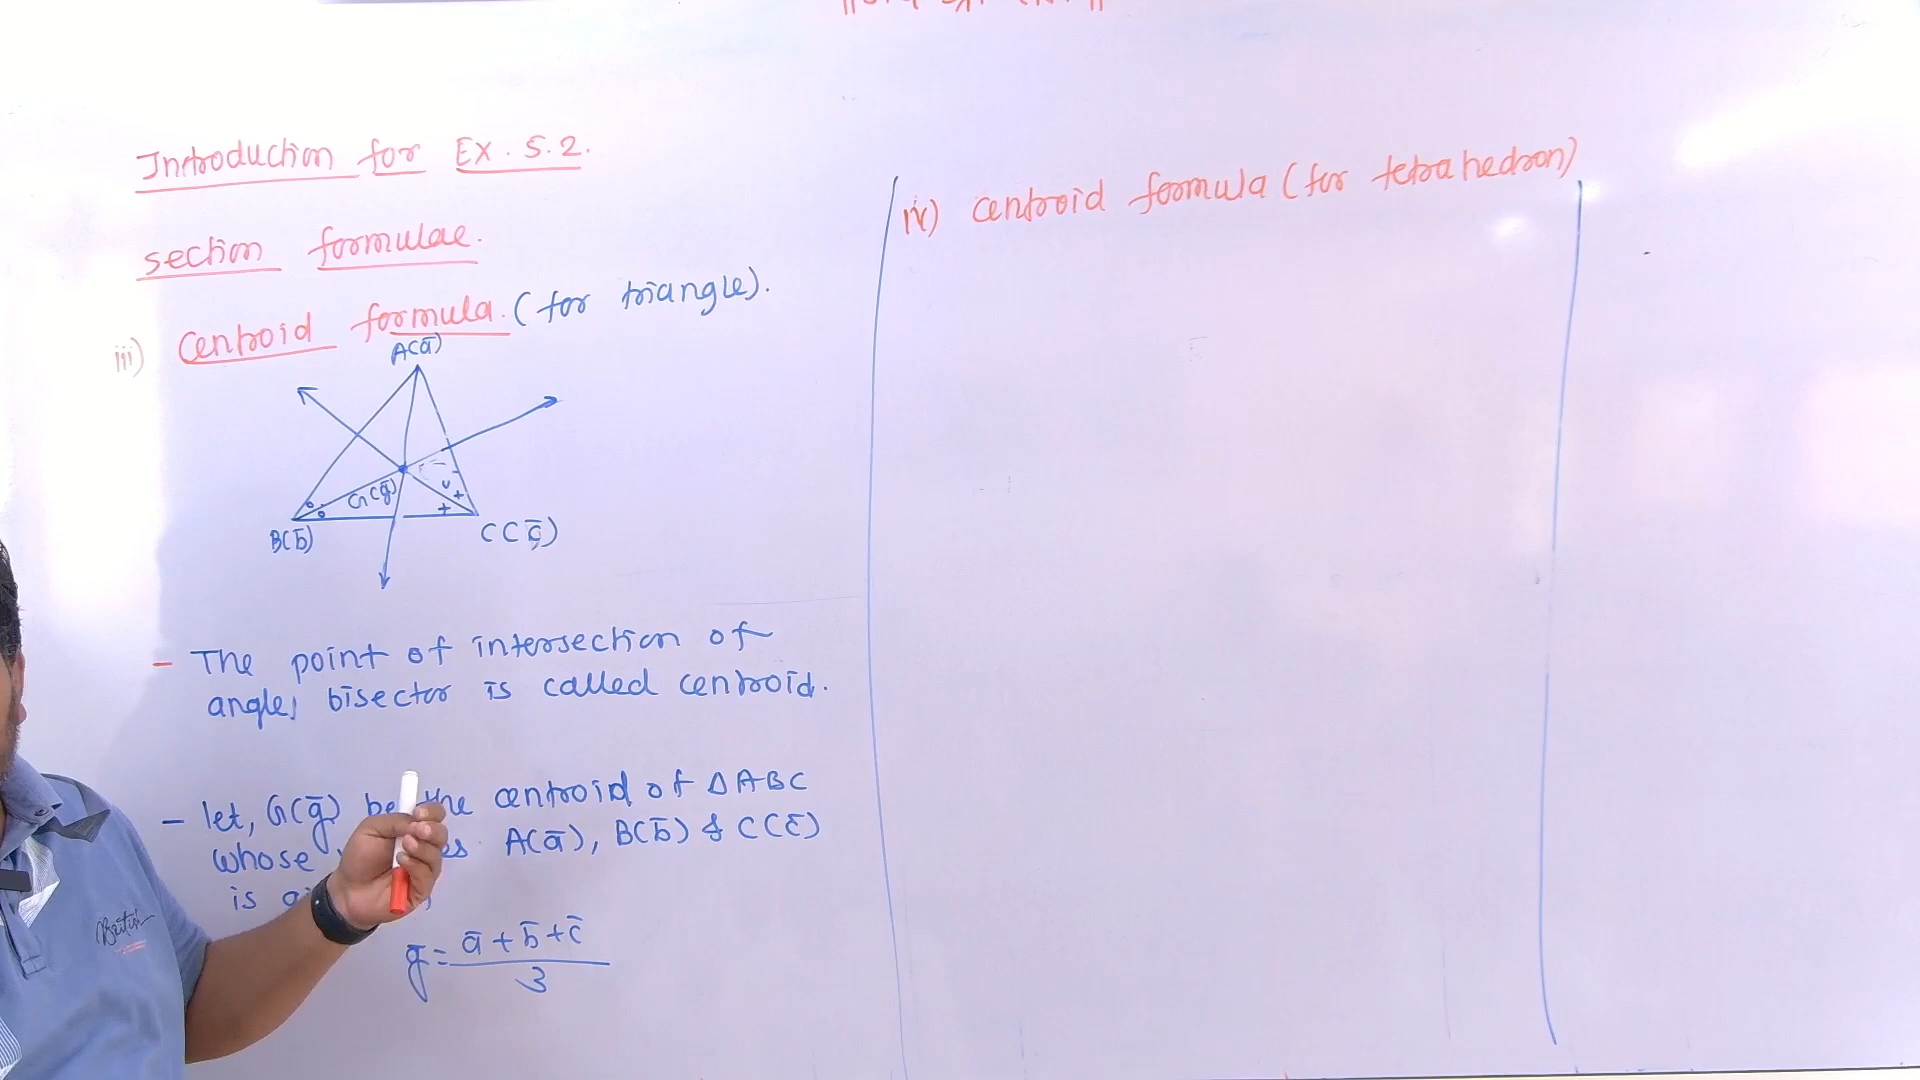 Introduction for Ex. 5.2.
section formulae.
iii) Centroid formula. (for triangle).
A(a̅)
G(g̅)
B(b̅)
C(c̅)
- The point of intersection of
angle bisector is called centroid.
- let, G(g̅) be the centroid of ΔABC
whose A(a̅), B(b̅) & C(c̅)
is
g̅ = a̅ + b̅ + c̅
3
iv) centroid formula (for tetrahedron)
British